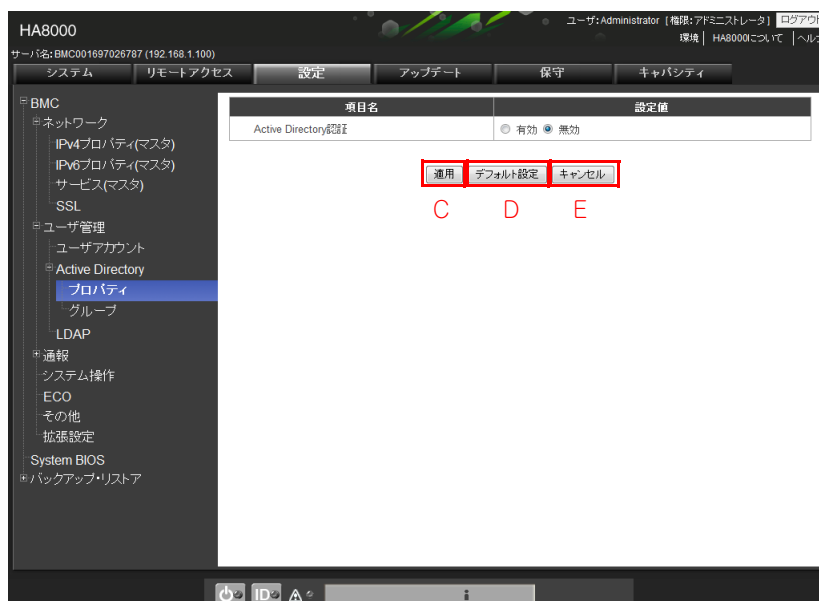 HA8000
ユーザ:Administrator [権限:アドミニストレータ] ログアウト
環境 | HA8000について | ヘル
サーバ名:BMC001697026787 (192.168.1.100)
システム リモートアクセス 設定 アップデート 保守 キャパシティ
BMC
ネットワーク
IPv4プロパティ(マスタ)
IPv6プロパティ(マスタ)
サービス(マスタ)
SSL
ユーザ管理
ユーザアカウント
Active Directory
プロパティ
グループ
LDAP
通報
システム操作
ECO
その他
拡張設定
System BIOS
バックアップ・リストア
項目名 設定値
Active Directory認証 有効 無効
適用 デフォルト設定 キャンセル
C D E
ID i